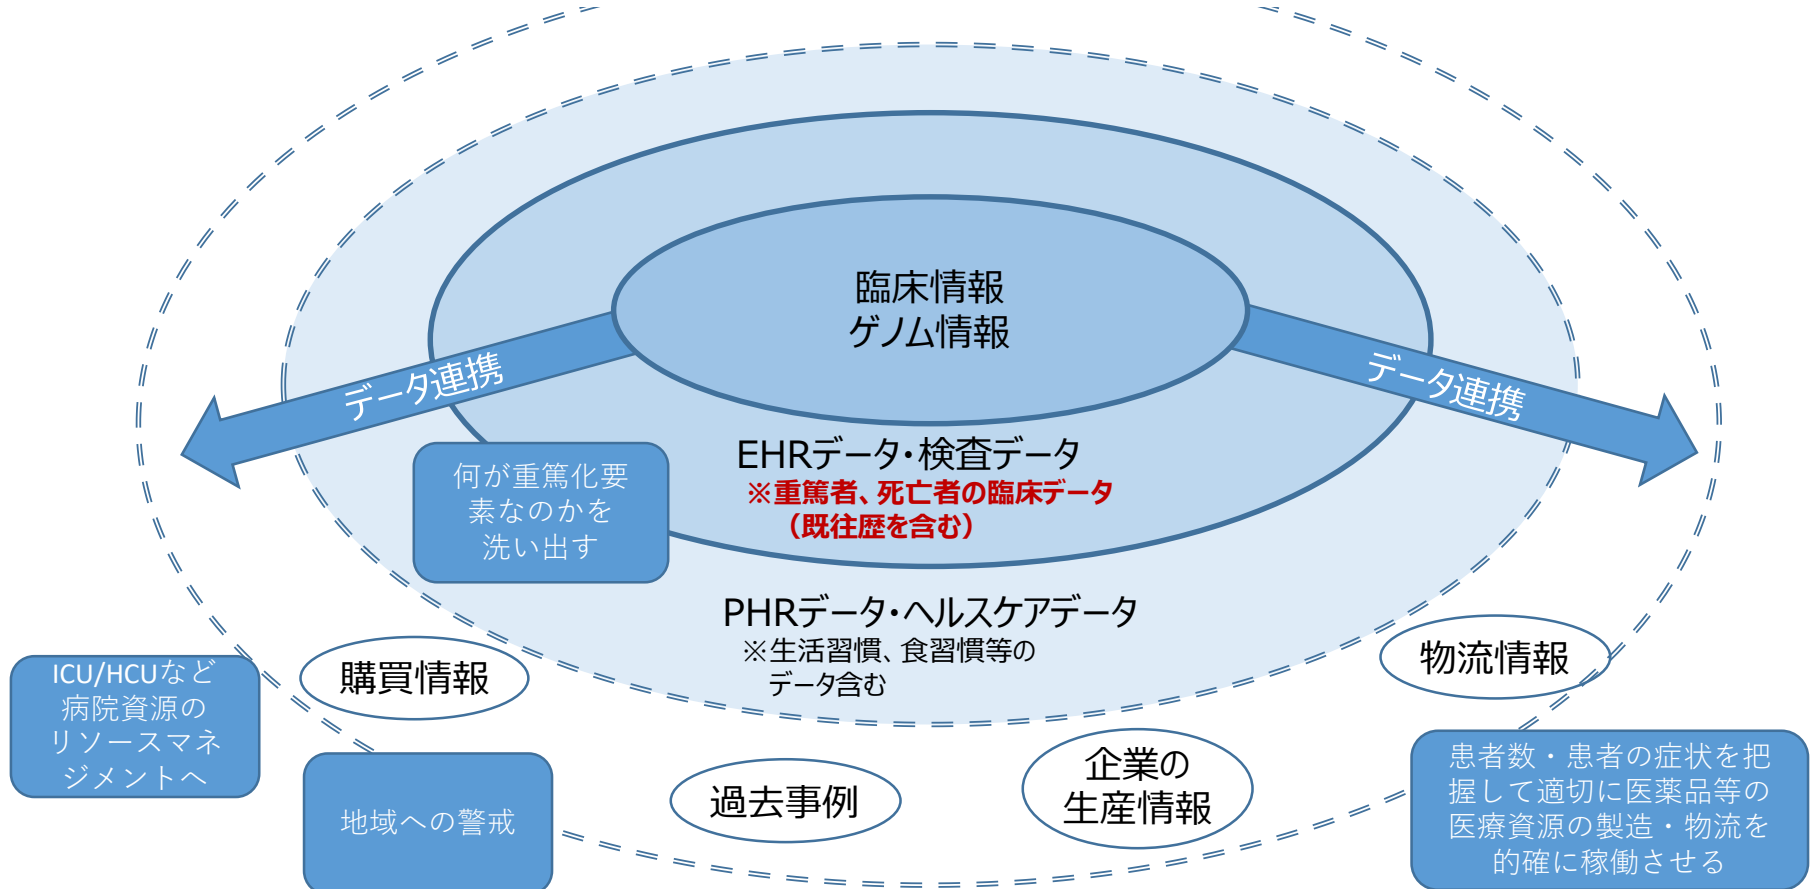 臨床情報
ゲノム情報
データ連携
データ連携
EHRデータ・検査データ
※重篤者、死亡者の臨床データ
（既往歴を含む）
何が重篤化要
素なのかを
洗い出す
PHRデータ・ヘルスケアデータ
※生活習慣、食習慣等の
データ含む
購買情報
物流情報
ICU/HCUなど
病院資源の
リソースマネ
ジメントへ
地域への警戒
過去事例
企業の
生産情報
患者数・患者の症状を把
握して適切に医薬品等の
医療資源の製造・物流を
的確に稼働させる